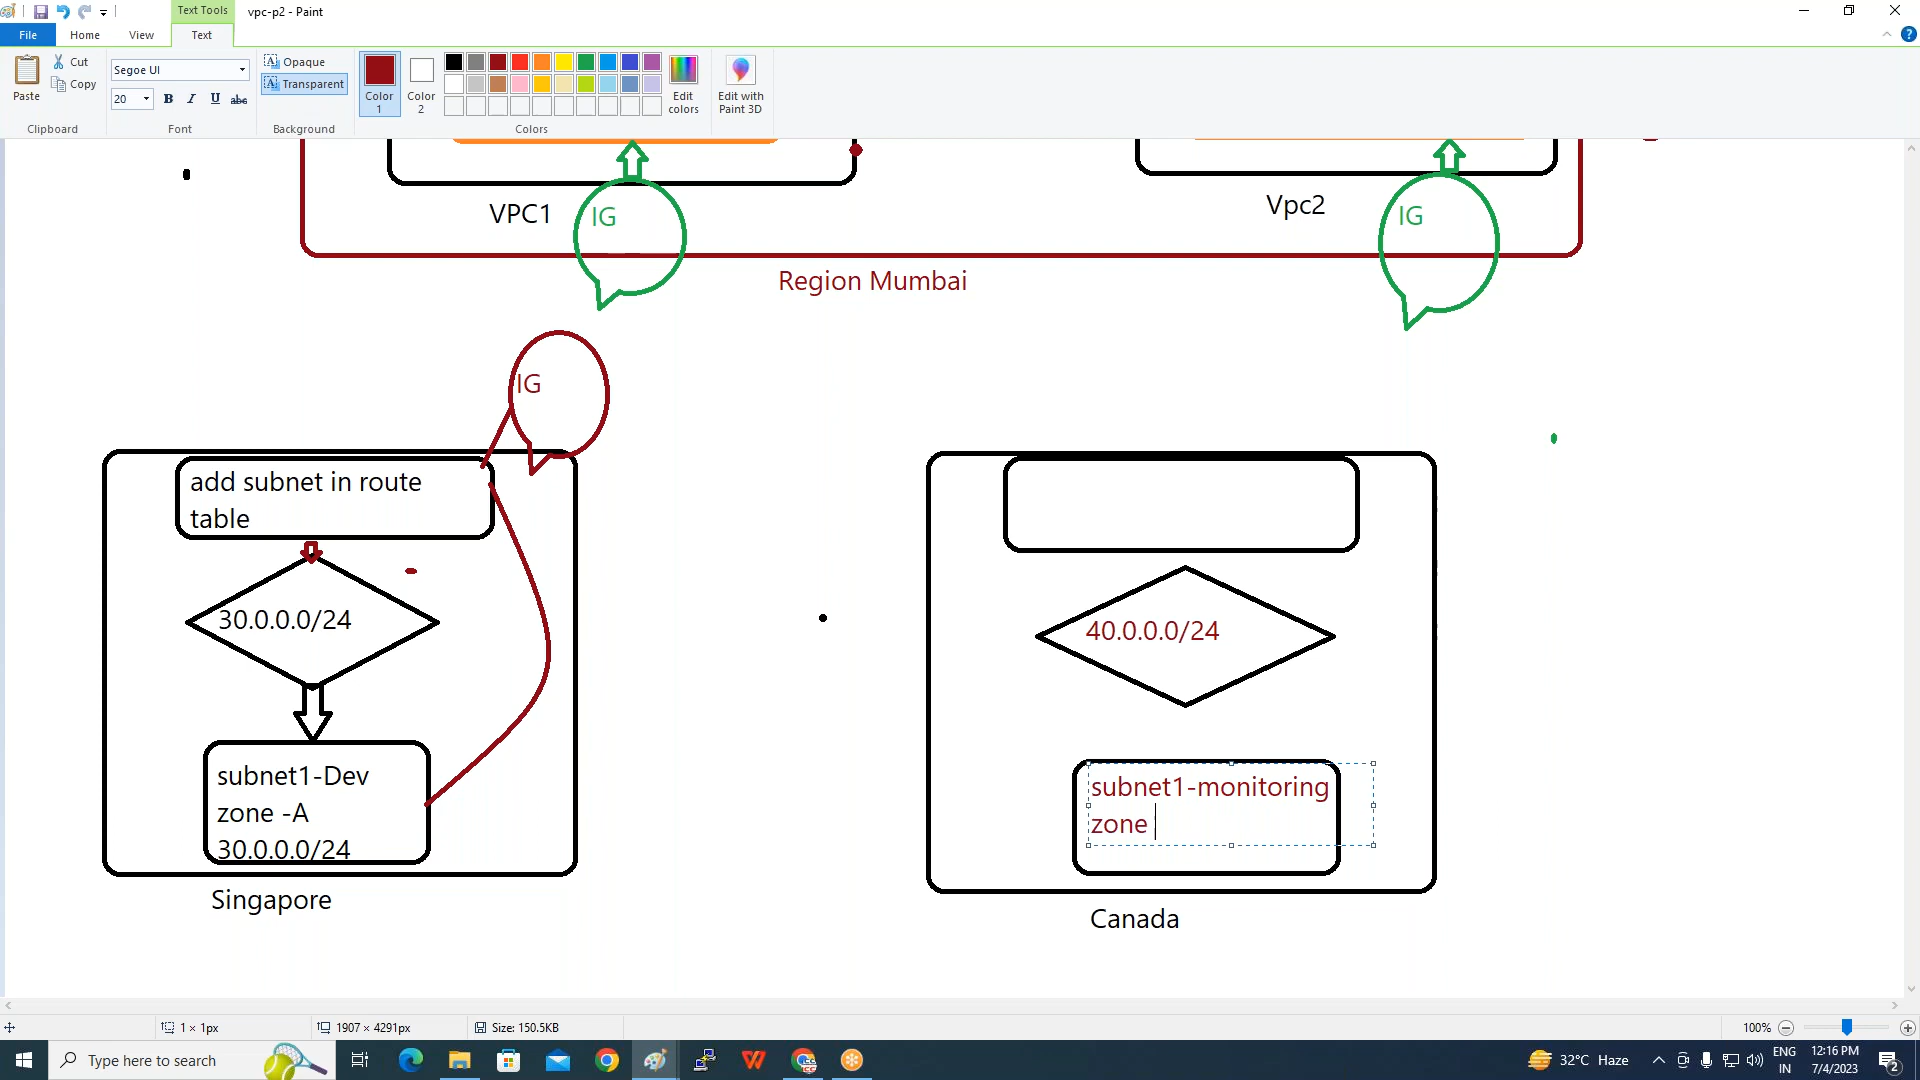 Text Tools
vpc-p2 - Paint
File
Home
View
Text
Paste
Cut
Copy
Clipboard
Segoe UI
20
B
I
U
abc
Font
Opaque
Transparent
Background
Color
1
Color
2
Edit
colors
Colors
Edit with
Paint 3D
VPC1
IG
Vpc2
IG
Region Mumbai
IG
add subnet in route
table
30.0.0.0/24
subnet1-Dev
zone -A
30.0.0.0/24
Singapore
40.0.0.0/24
subnet1-monitoring
zone
Canada
1 × 1px
1907 × 4291px
Size: 150.5KB
100%
Type here to search
32°C Haze
ENG
IN
12:16 PM
7/4/2023
2